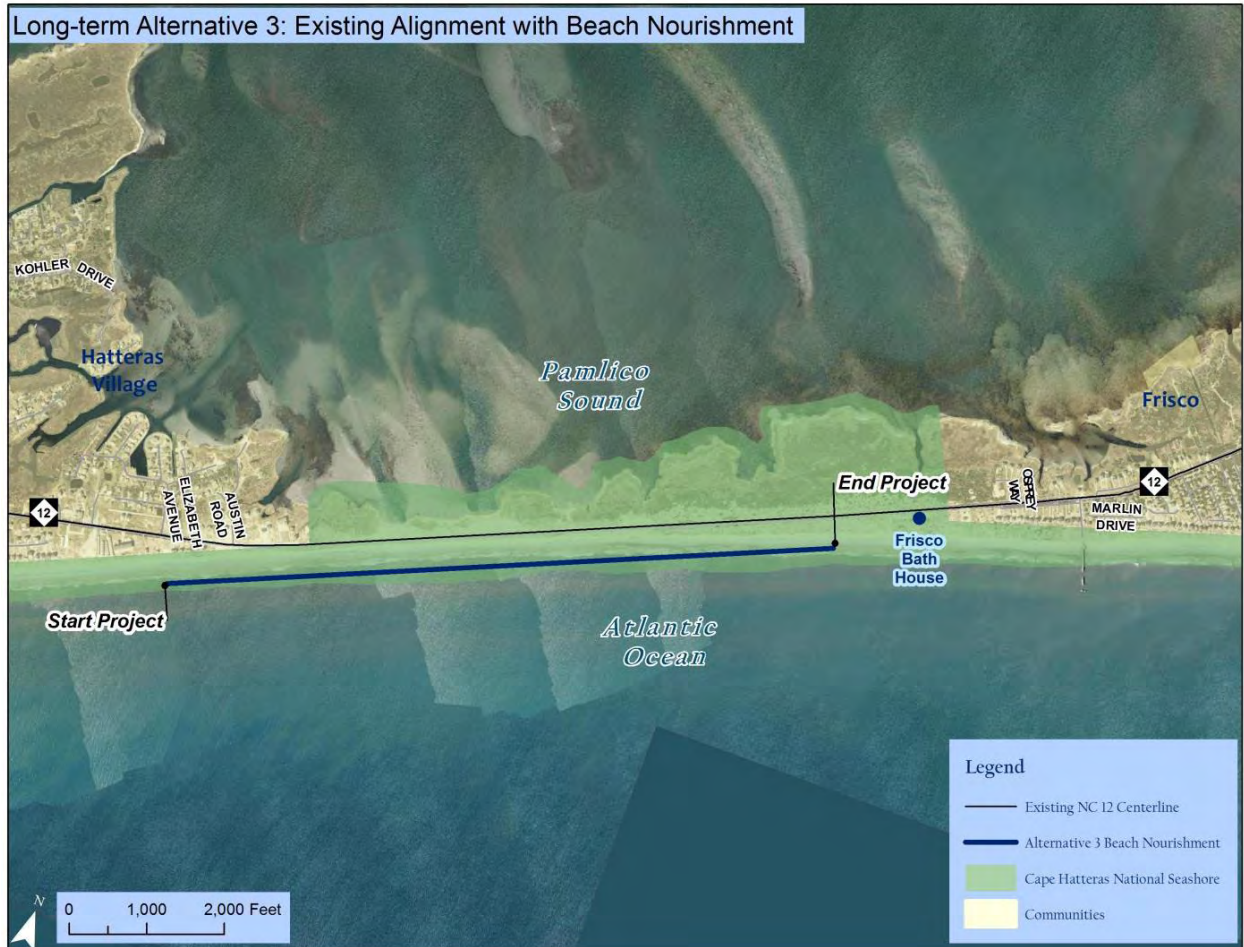 Long-term Alternative 3: Existing Alignment with Beach Nourishment
KOHLER DRIVE
Hatteras
Village
Pamlico
Sound
Frisco
12
ELIZABETH
AVENUE
AUSTIN
ROAD
End Project
OSPREY
WAY
12
MARLIN
DRIVE
Frisco
Bath
House
Start Project
Atlantic
Ocean
Legend
Existing NC 12 Centerline
Alternative 3 Beach Nourishment
Cape Hatteras National Seashore
Communities
N
0 1,000 2,000 Feet